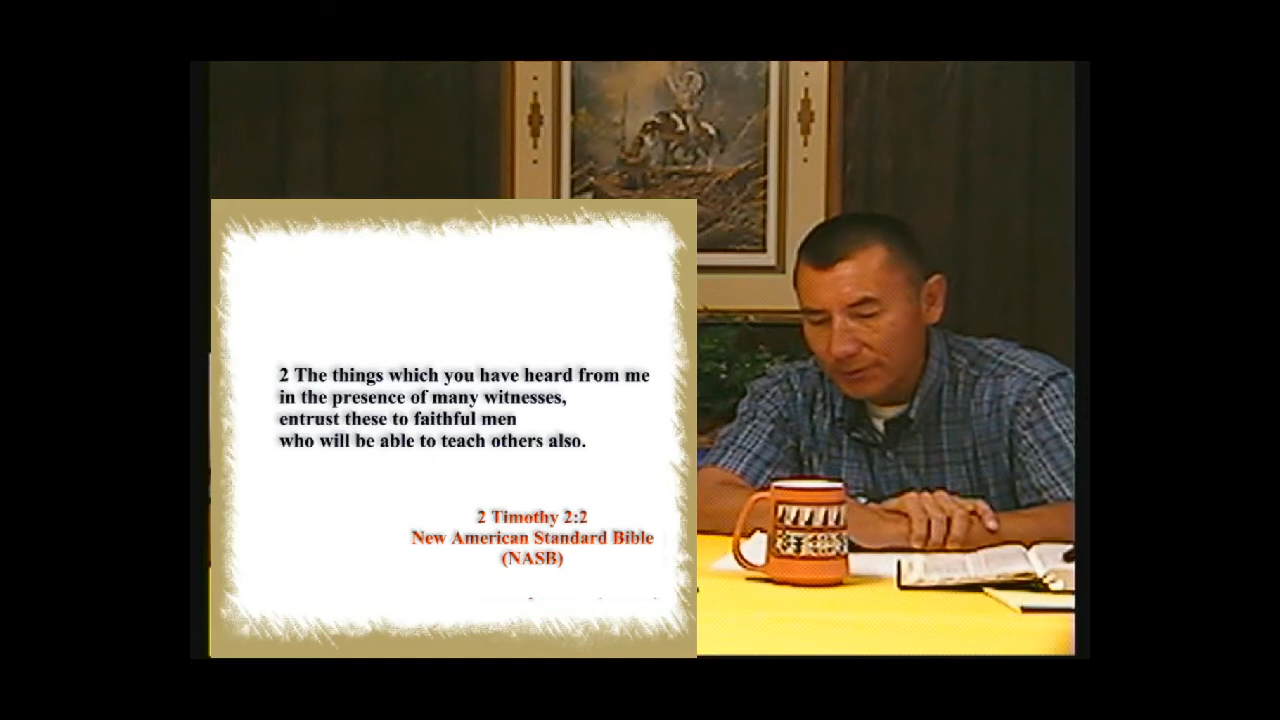 2 The things which you have heard from me
in the presence of many witnesses,
entrust these to faithful men
who will be able to teach others also.
2 Timothy 2:2
New American Standard Bible
(NASB)